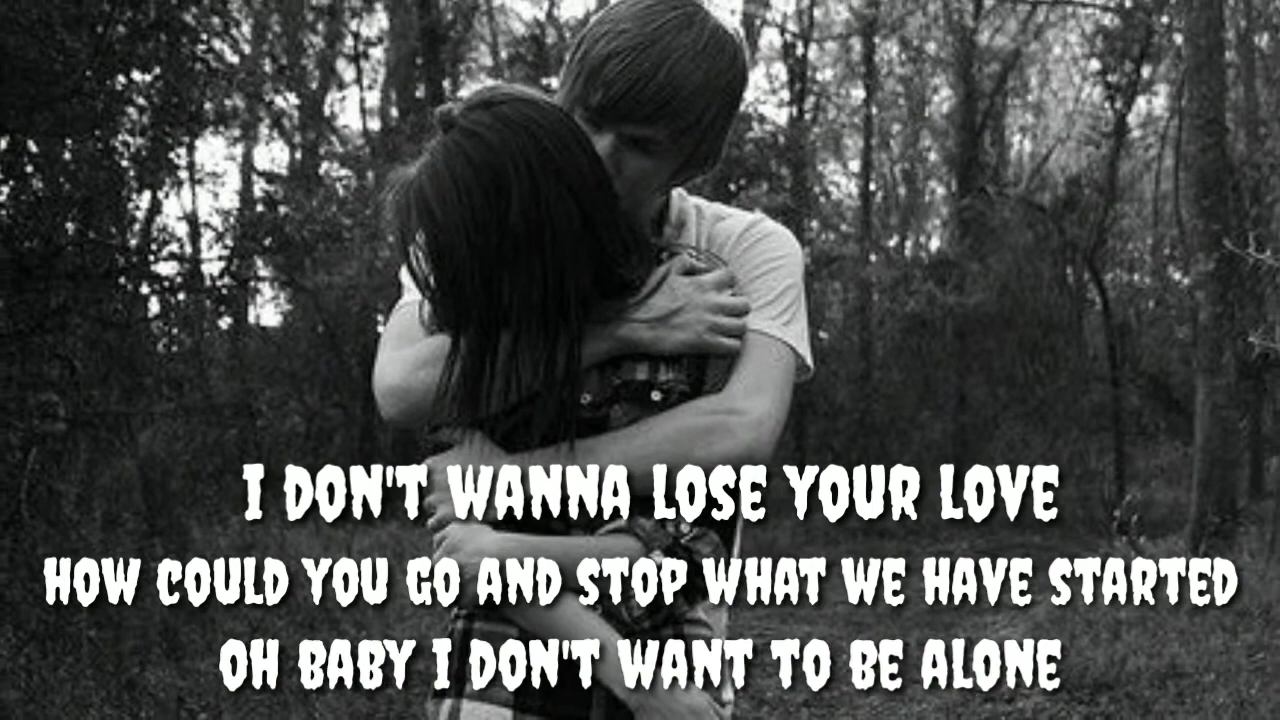 I DON'T WANNA LOSE YOUR LOVE
HOW COULD YOU GO AND STOP WHAT WE HAVE STARTED
OH BABY I DON'T WANT TO BE ALONE